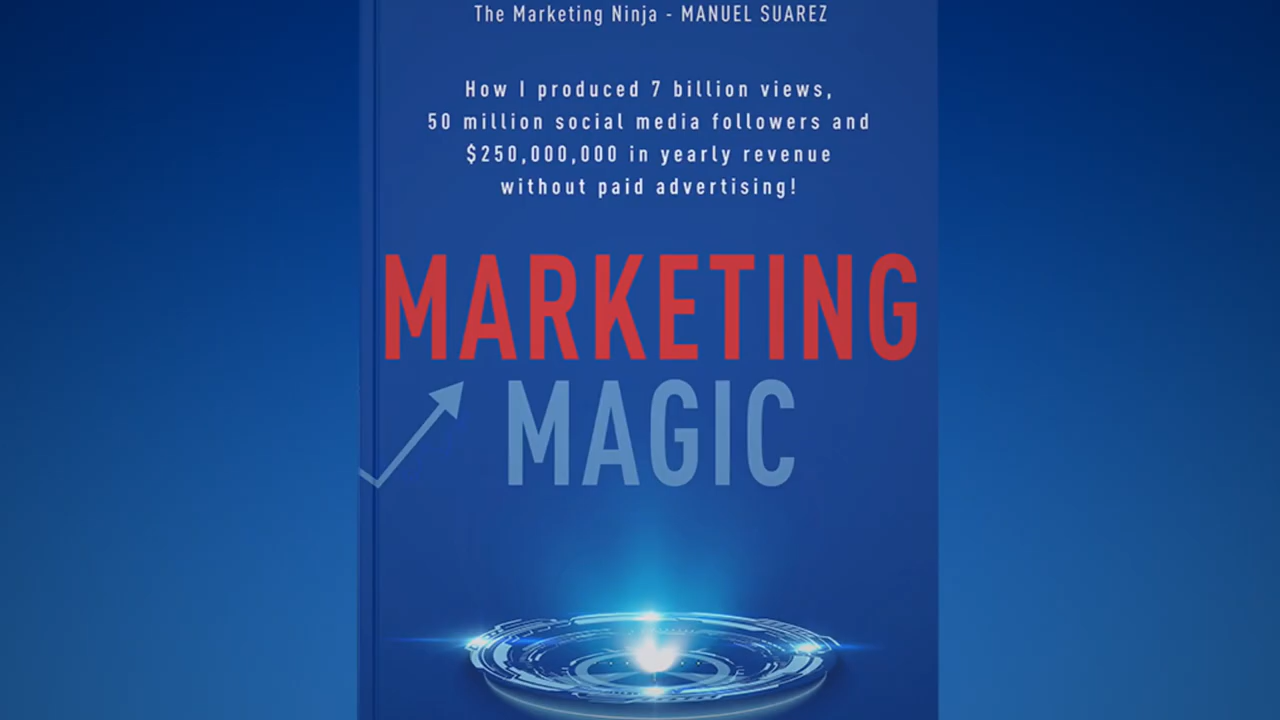 The Marketing Ninja - MANUEL SUAREZ
How I produced 7 billion views,
50 million social media followers and
$250,000,000 in yearly revenue
without paid advertising!
MARKETING
MAGIC